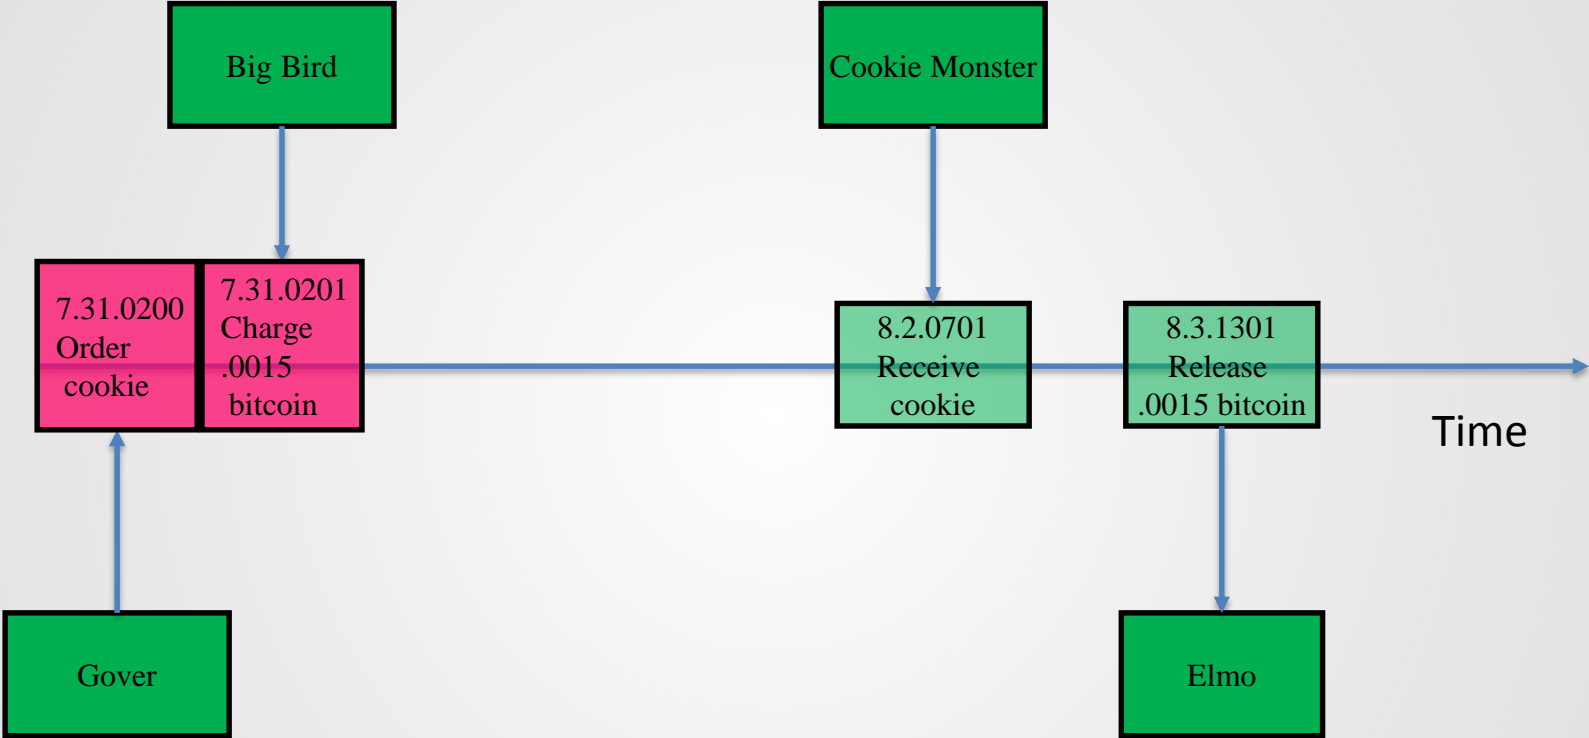 Big Bird
Cookie Monster
7.31.0200
Order
cookie
7.31.0201
Charge
.0015
bitcoin
8.2.0701
Receive
cookie
8.3.1301
Release
.0015 bitcoin
Time
Gover
Elmo